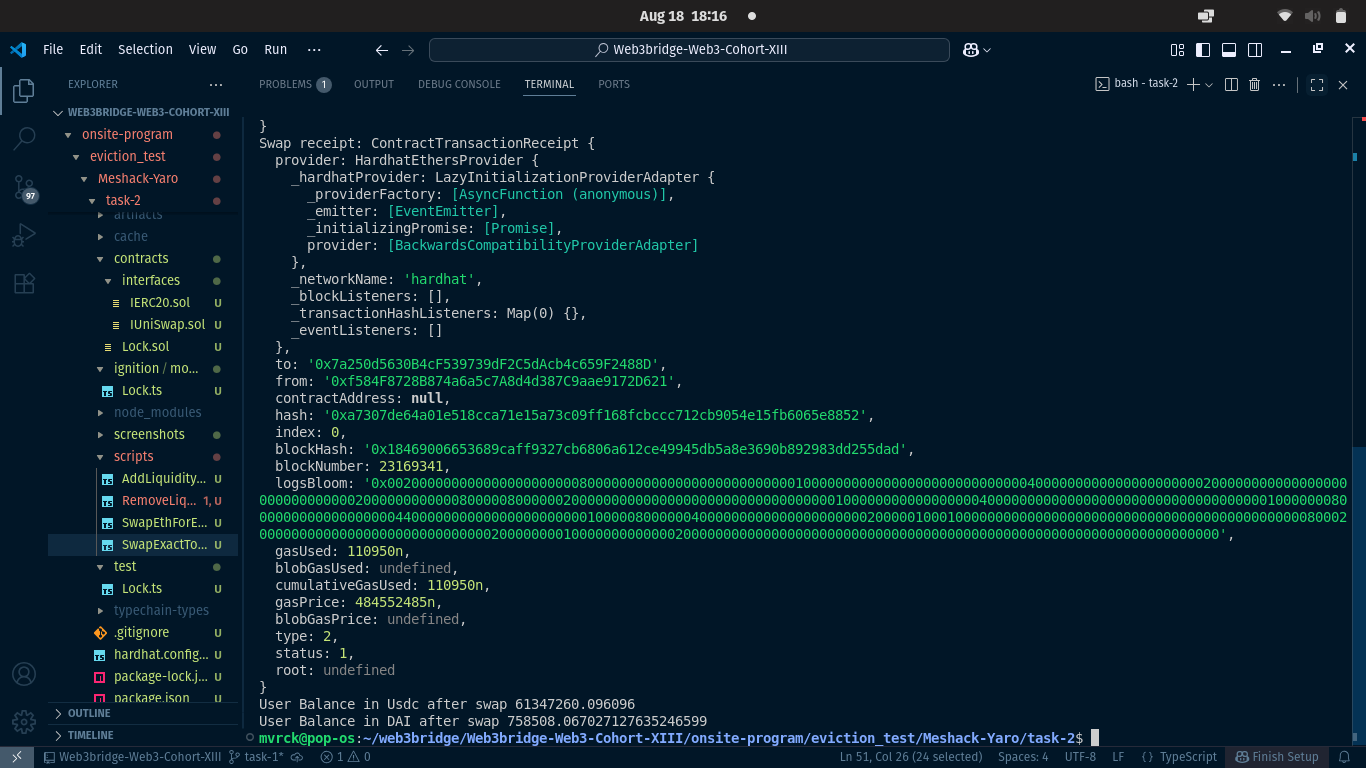 Aug 18 18:16
File Edit Selection View Go Run ··· Web3bridge-Web3-Cohort-XIII
EXPLORER ···
WEB3BRIDGE-WEB3-COHORT-XIII
onsite-program
eviction_test
Meshack-Yaro
task-2
artifacts
cache
contracts
interfaces
IERC20.sol U
IUniSwap.sol U
Lock.sol U
ignition / mo...
Lock.ts U
node_modules
screenshots
scripts
AddLiquidity... U
RemoveLiq... 1, U
SwapEthForE... U
SwapExactTo... U
test
Lock.ts U
typechain-types
.gitignore U
hardhat.config... U
package-lock.j... U
package.json U
OUTLINE
TIMELINE
97
PROBLEMS 1 OUTPUT DEBUG CONSOLE TERMINAL PORTS bash - task-2 ···
}
Swap receipt: ContractTransactionReceipt {
provider: HardhatEthersProvider {
_hardhatProvider: LazyInitializationProviderAdapter {
_providerFactory: [AsyncFunction (anonymous)],
_emitter: [EventEmitter],
_initializingPromise: [Promise],
provider: [BackwardsCompatibilityProviderAdapter]
},
_networkName: 'hardhat',
_blockListeners: [],
_transactionHashListeners: Map(0) {},
_eventListeners: []
},
to: '0x7a250d5630B4cF539739dF2C5dAcb4c659F2488D',
from: '0xf584F8728B874a6a5c7A8d4d387C9aae9172D621',
contractAddress: null,
hash: '0xa7307de64a01e518cca71e15a73c09ff168fcbccc712cb9054e15fb6065e8852',
index: 0,
blockHash: '0x18469006653689caff9327cb6806a612ce49945db5a8e3690b892983dd255dad',
blockNumber: 23169341,
logsBloom:
gasUsed: 110950n,
blobGasUsed: undefined,
cumulativeGasUsed: 110950n,
gasPrice: 484552485n,
blobGasPrice: undefined,
type: 2,
status: 1,
root: undefined
}
User Balance in Usdc after swap 61347260.096096
User Balance in DAI after swap 758508.067027127635246599
mvrck@pop-os:~/web3bridge/Web3bridge-Web3-Cohort-XIII/onsite-program/eviction_test/Meshack-Yaro/task-2$
Web3bridge-Web3-Cohort-XIII task-1* 1 0 Ln 51, Col 26 (24 selected) Spaces: 4 UTF-8 LF {} TypeScript Finish Setup